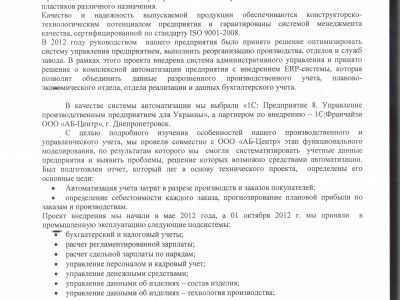 пластиков различного назначения.
Качество и надежность выпускаемой продукции обеспечиваются конструкторско-
технологическим потенциалом предприятия и гарантированы системой менеджмента
качества, сертифицированной по стандарту ISO 9001-2008.
В 2012 году руководством нашего предприятия было принято решение оптимизировать
систему управления предприятием, выполнить реорганизацию производства, отделов и служб
завода. В рамках этого проекта внедрен система административного управления и принято
решение о комплексной автоматизации предприятия с внедрением ERP-системы, которая
позволит объединить данные разрозненного производственного учета, планово-
экономического отдела, отдела реализации и данных бухгалтерского учета.
В качестве системы автоматизации мы выбрали «1С: Предприятие 8. Управление
производственным предприятием для Украины», а партнером по внедрению – 1С:Франчайзи
ООО «АБ-Центр», г. Днепропетровск.
С целью подробного изучения особенностей нашего производственного и
управленческого учета, мы провели совместно с ООО «АБ-Центр» этап функционального
моделирования, по результатам которого мы смогли систематизировать учетные данные
предприятия и выявить проблемы, решение которых возможно средствами автоматизации.
Был подготовлен отчет, который лег в основу технического проекта, определены его
основные цели:
• Автоматизация учета затрат в разрезе производств и заказов покупателей;
• определение себестоимости каждого заказа, прогнозирование плановой прибыли по
заказам и производствам.
Проект внедрения мы начали в мае 2012 года, а 01 октября 2012 г. мы приняли в
промышленную эксплуатацию следующие подсистемы:
• бухгалтерский и налоговый учеты;
• расчет регламентированной зарплаты;
• расчет сдельной зарплаты по нарядам;
• управление персоналом и кадровый учет;
• управление денежными средствами;
• управление данными об изделиях – состав изделия;
• управление данными об изделиях – технология производства;